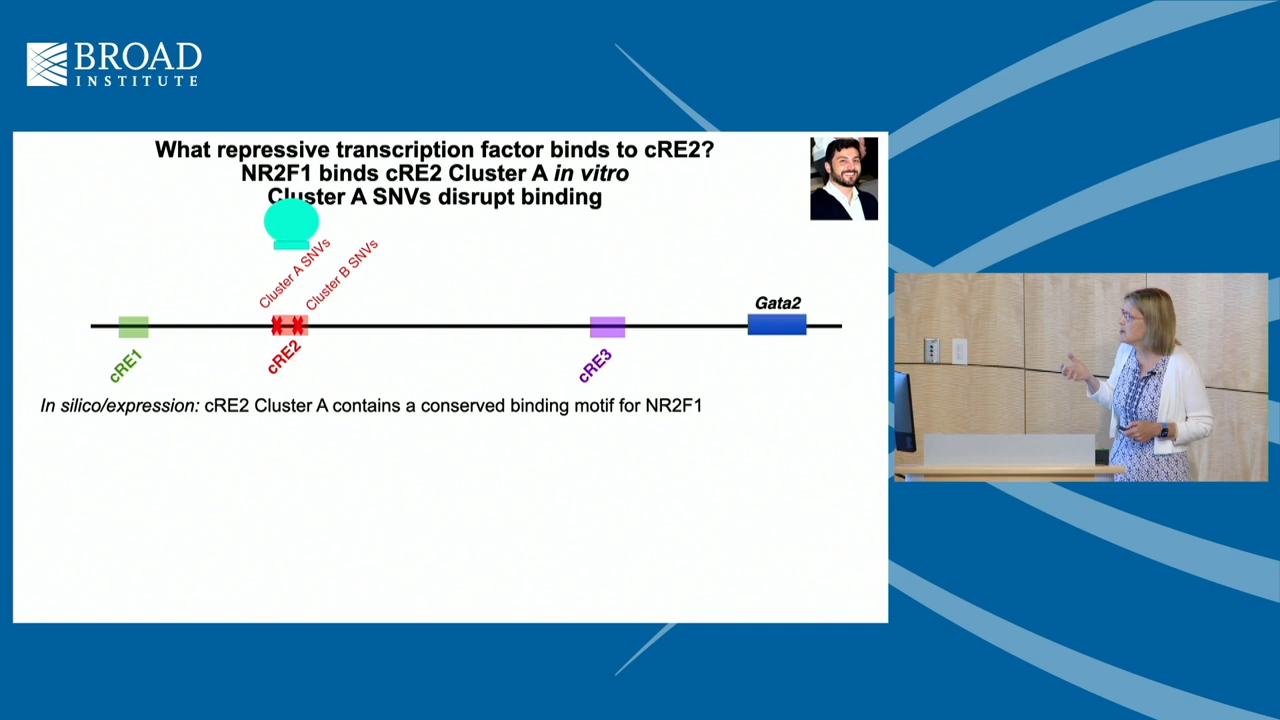 BROAD
INSTITUTE
What repressive transcription factor binds to cRE2?
NR2F1 binds cRE2 Cluster A in vitro
Cluster A SNVs disrupt binding
Cluster A SNVs
Cluster B SNVs
Gata2
cRE1
cRE2
cRE3
In silico/expression: cRE2 Cluster A contains a conserved binding motif for NR2F1